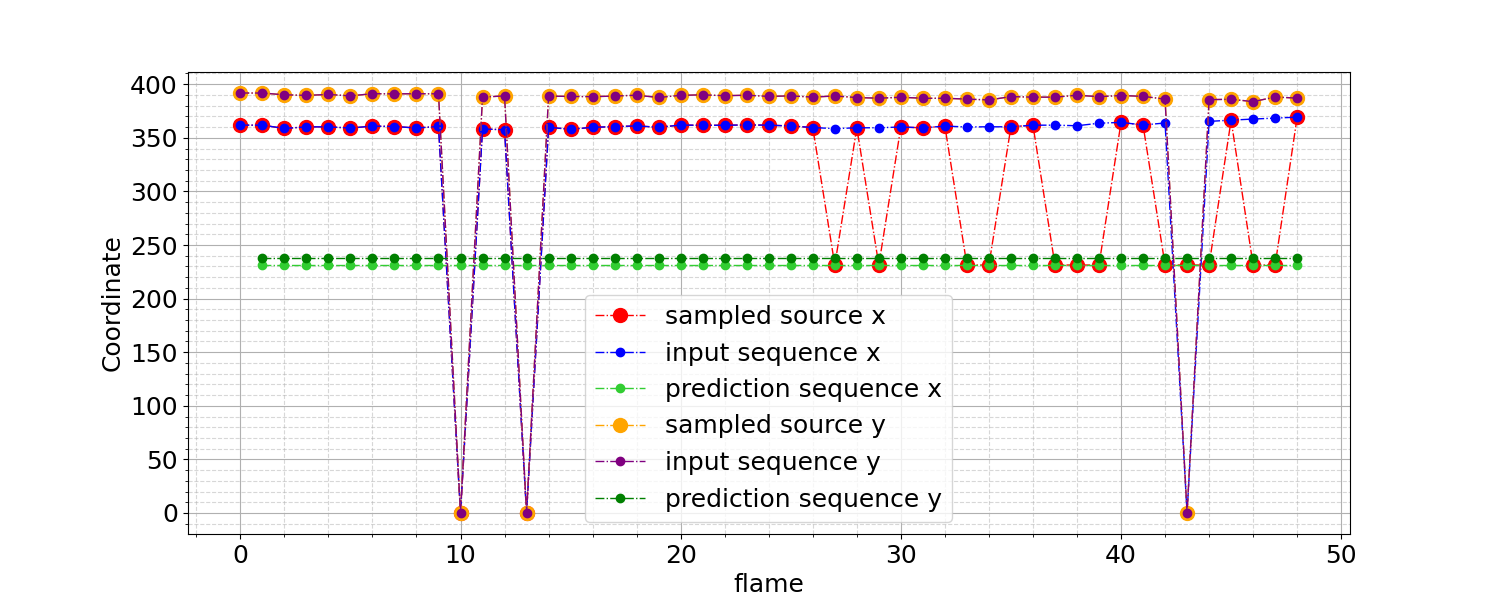 400
350
300
250
200
150
100
50
0
Coordinate
sampled source x
input sequence x
prediction sequence x
sampled source y
input sequence y
prediction sequence y
0 10 20 30 40 50
flame